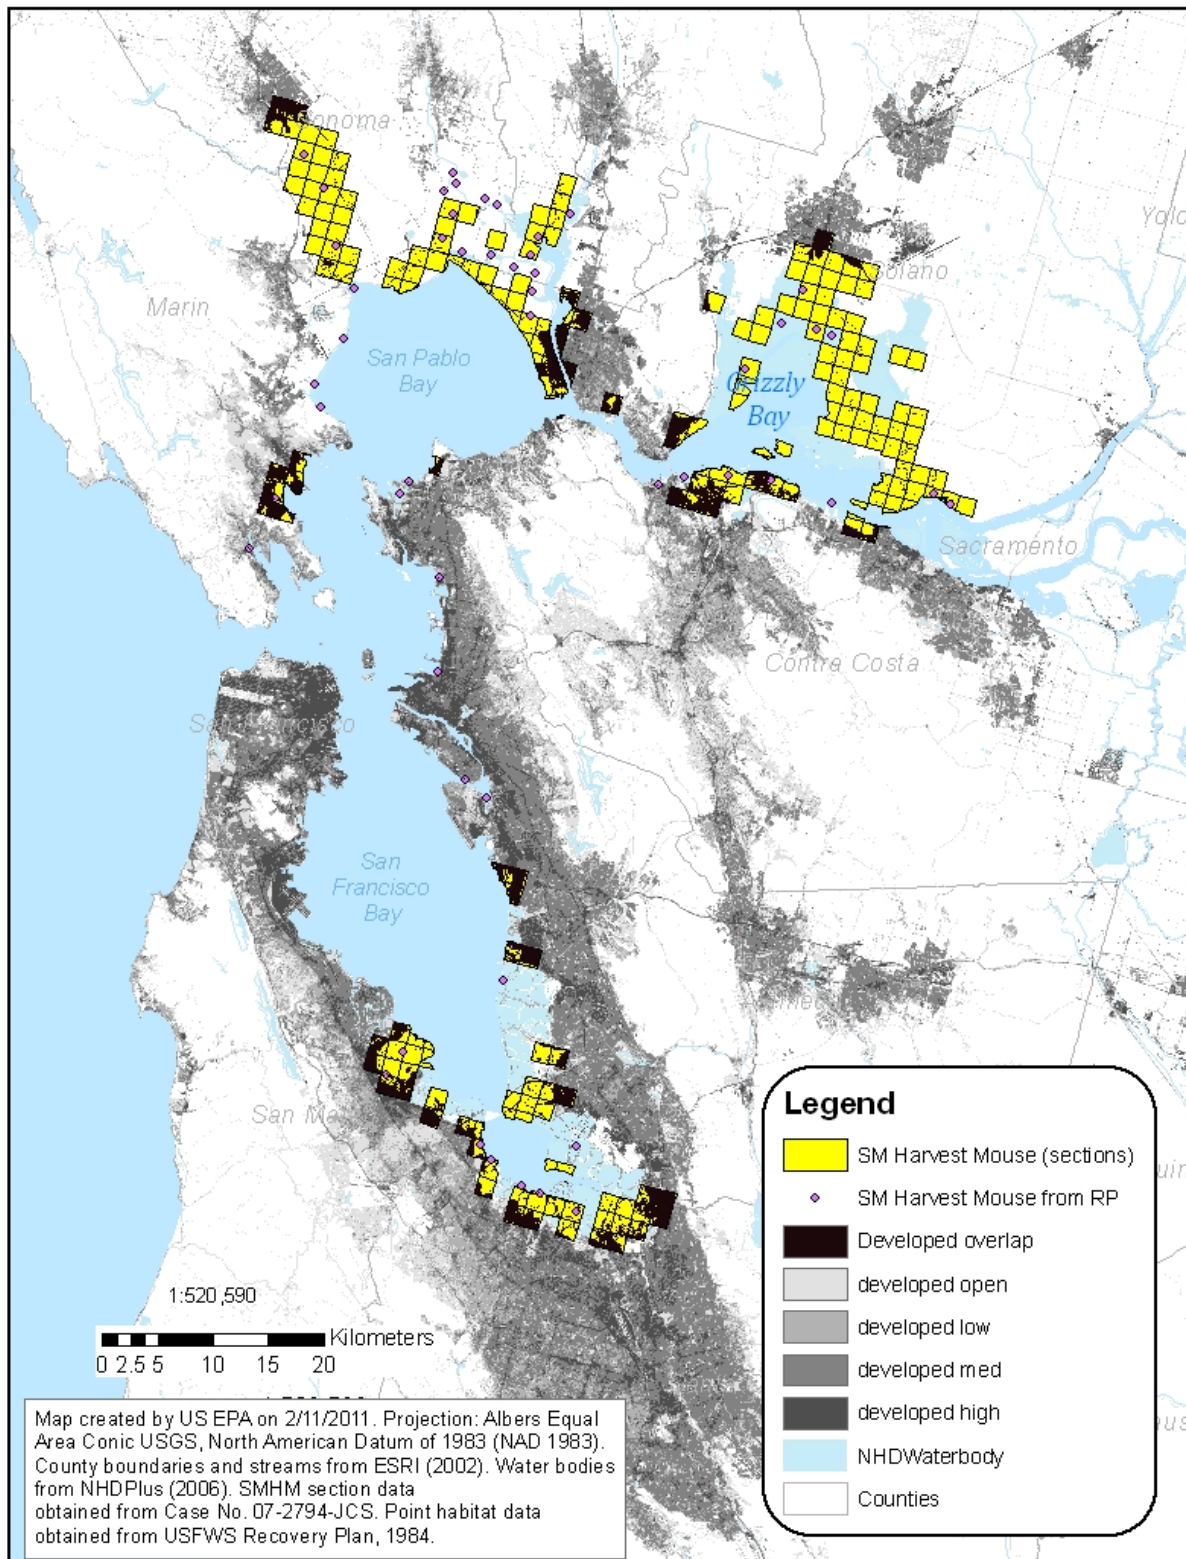 Sonoma
N
Yolo
Solano
Marin
San Pablo
Bay
Grizzly
Bay
Sacramento
Contra Costa
San Francisco
San
Francisco
Bay
San Ma
Legend
SM Harvest Mouse (sections)
SM Harvest Mouse from RP
Developed overlap
developed open
developed low
developed med
developed high
NHDWaterbody
Counties
uin
aus
1:520,590
Kilometers
0 2.5 5 10 15 20
Map created by US EPA on 2/11/2011. Projection: Albers Equal
Area Conic USGS, North American Datum of 1983 (NAD 1983).
County boundaries and streams from ESRI (2002). Water bodies
from NHDPlus (2006). SMHM section data
obtained from Case No. 07-2794-JCS. Point habitat data
obtained from USFWS Recovery Plan, 1984.